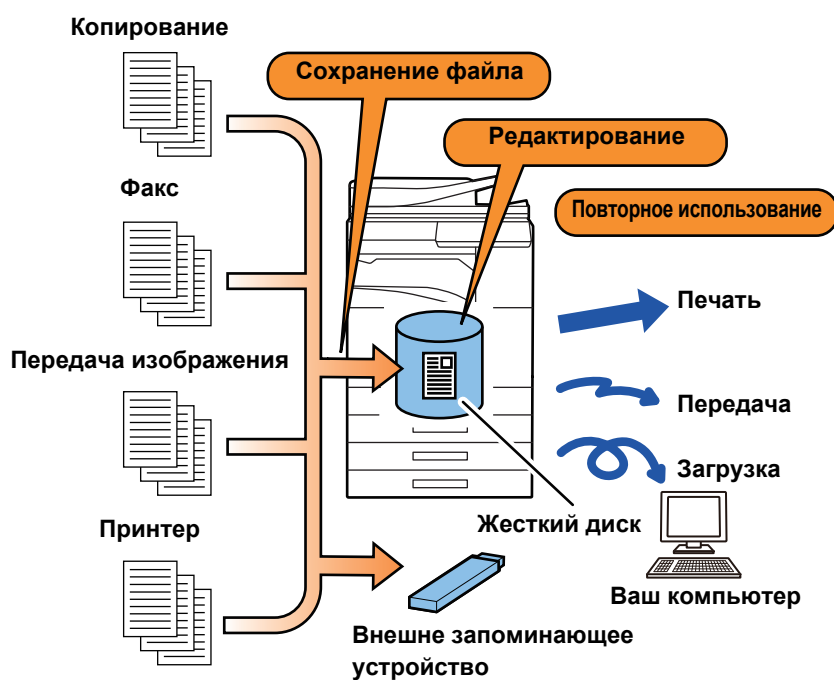 Копирование
Сохранение файла
Редактирование
Факс
Повторное использование
Печать
Передача изображения
Передача
Загрузка
Принтер
Жесткий диск
Ваш компьютер
Внешне запоминающее
устройство